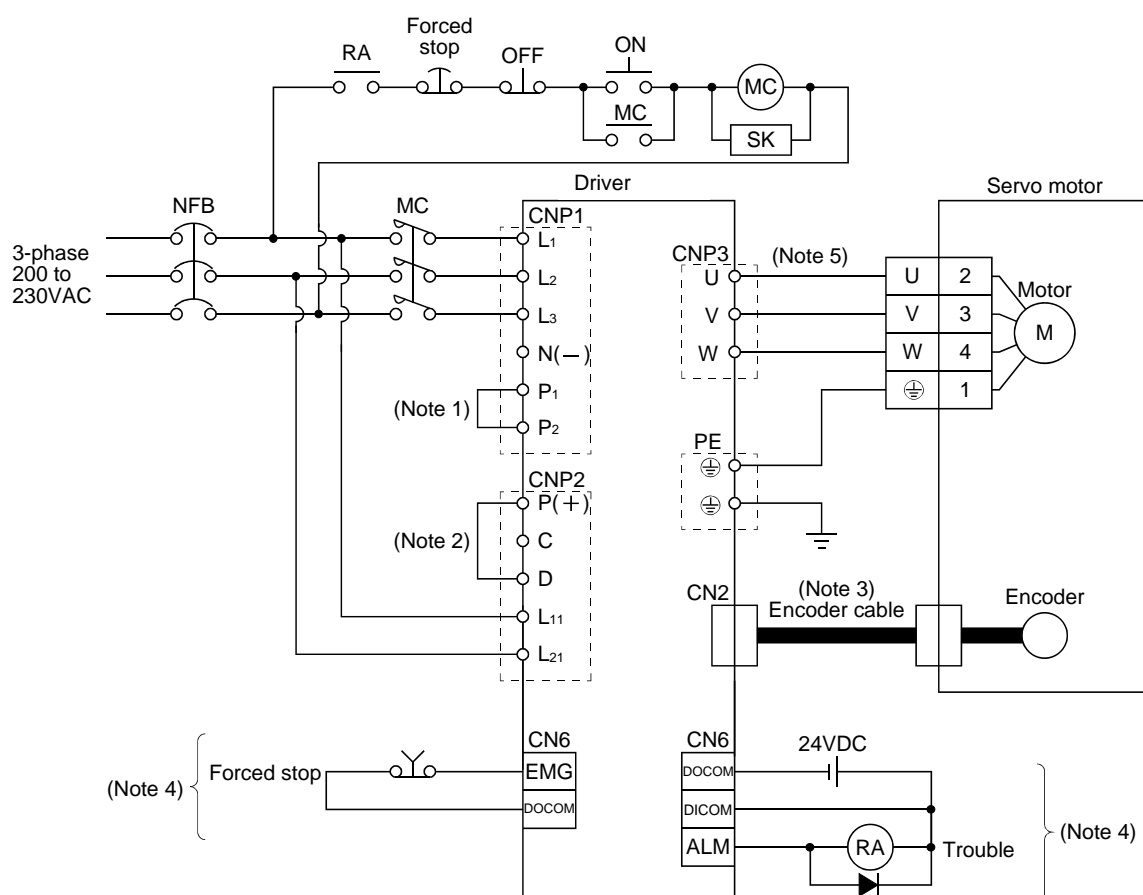 Forced
stop
RA
OFF
ON
MC
MC
SK
Driver
Servo motor
NFB
MC
CNP1
3-phase
200 to
230VAC
L1
L2
L3
N(—)
P1
P2
(Note 1)
CNP3
U
V
W
(Note 5)
U 2
V 3
W 4
1
Motor
M
PE
CNP2
P(+)
C
D
L11
L21
(Note 2)
CN2
(Note 3)
Encoder cable
Encoder
(Note 4)
Forced stop
CN6
EMG
DOCOM
CN6
24VDC
DOCOM
DICOM
ALM
RA
Trouble
(Note 4)